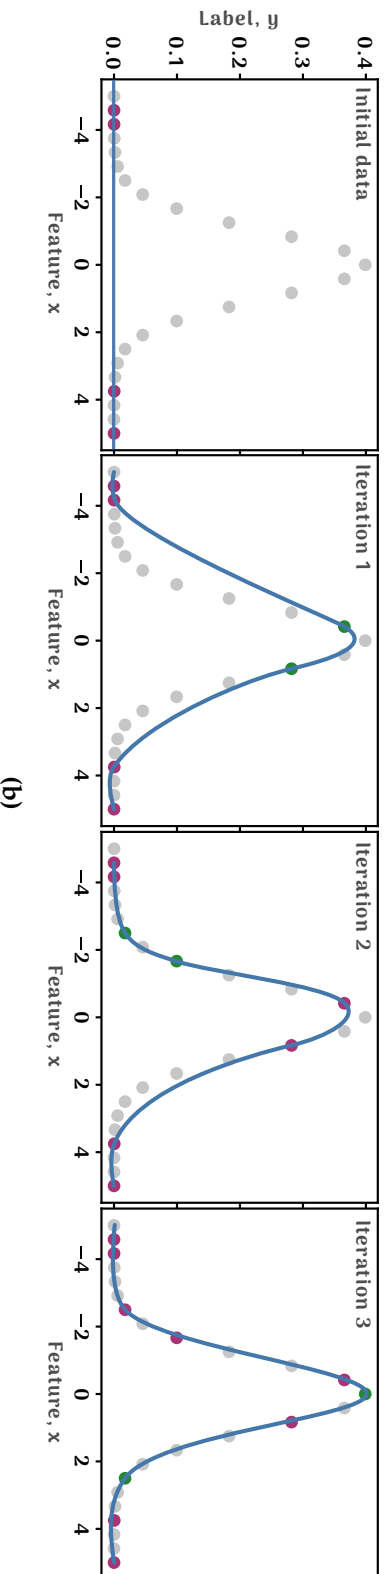 Label, y
0.4
0.3
0.2
0.1
0.0
Initial data
−4 −2 0 2 4
Feature, x
Iteration 1
−4 −2 0 2 4
Feature, x
Iteration 2
−4 −2 0 2 4
Feature, x
Iteration 3
−4 −2 0 2 4
Feature, x
(b)